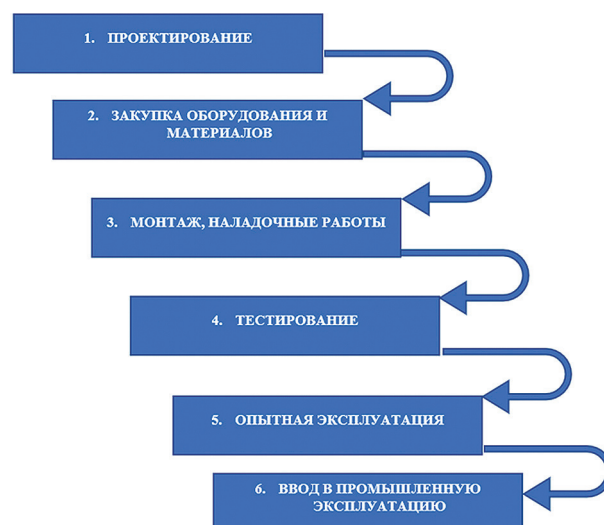 1. ПРОЕКТИРОВАНИЕ
2. ЗАКУПКА ОБОРУДОВАНИЯ И
МАТЕРИАЛОВ
3. МОНТАЖ, НАЛАДОЧНЫЕ РАБОТЫ
4. ТЕСТИРОВАНИЕ
5. ОПЫТНАЯ ЭКСПЛУАТАЦИЯ
6. ВВОД В ПРОМЫШЛЕННУЮ
ЭКСПЛУАТАЦИЮ